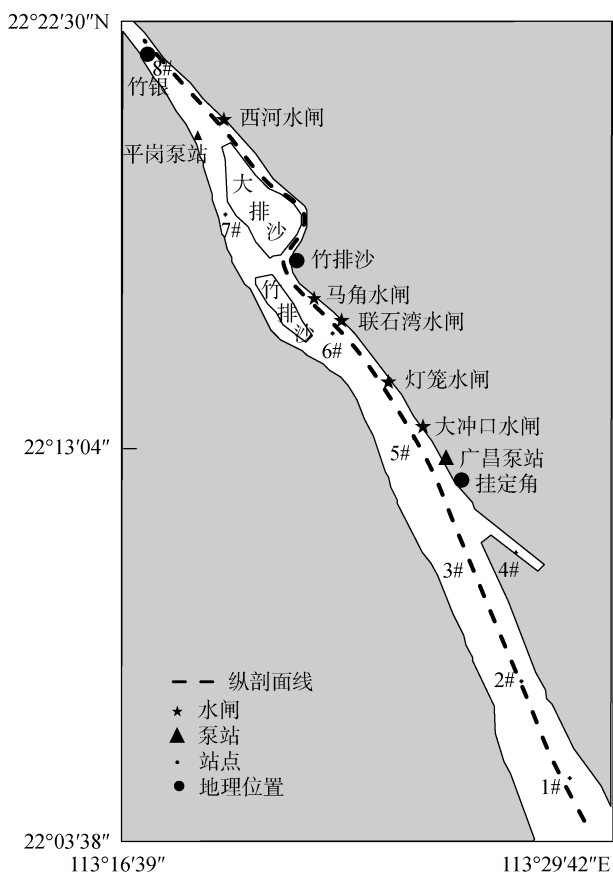 22°22′30″N
8#
竹银
西河水闸
平岗泵站
大
排
沙
7#
竹排沙
竹
排
沙
马角水闸
联石湾水闸
6#
灯笼水闸
大冲口水闸
22°13′04″
5#
广昌泵站
挂定角
3#
4#
2#
纵剖面线
水闸
泵站
站点
地理位置
1#
22°03′38″
113°16′39″
113°29′42″E